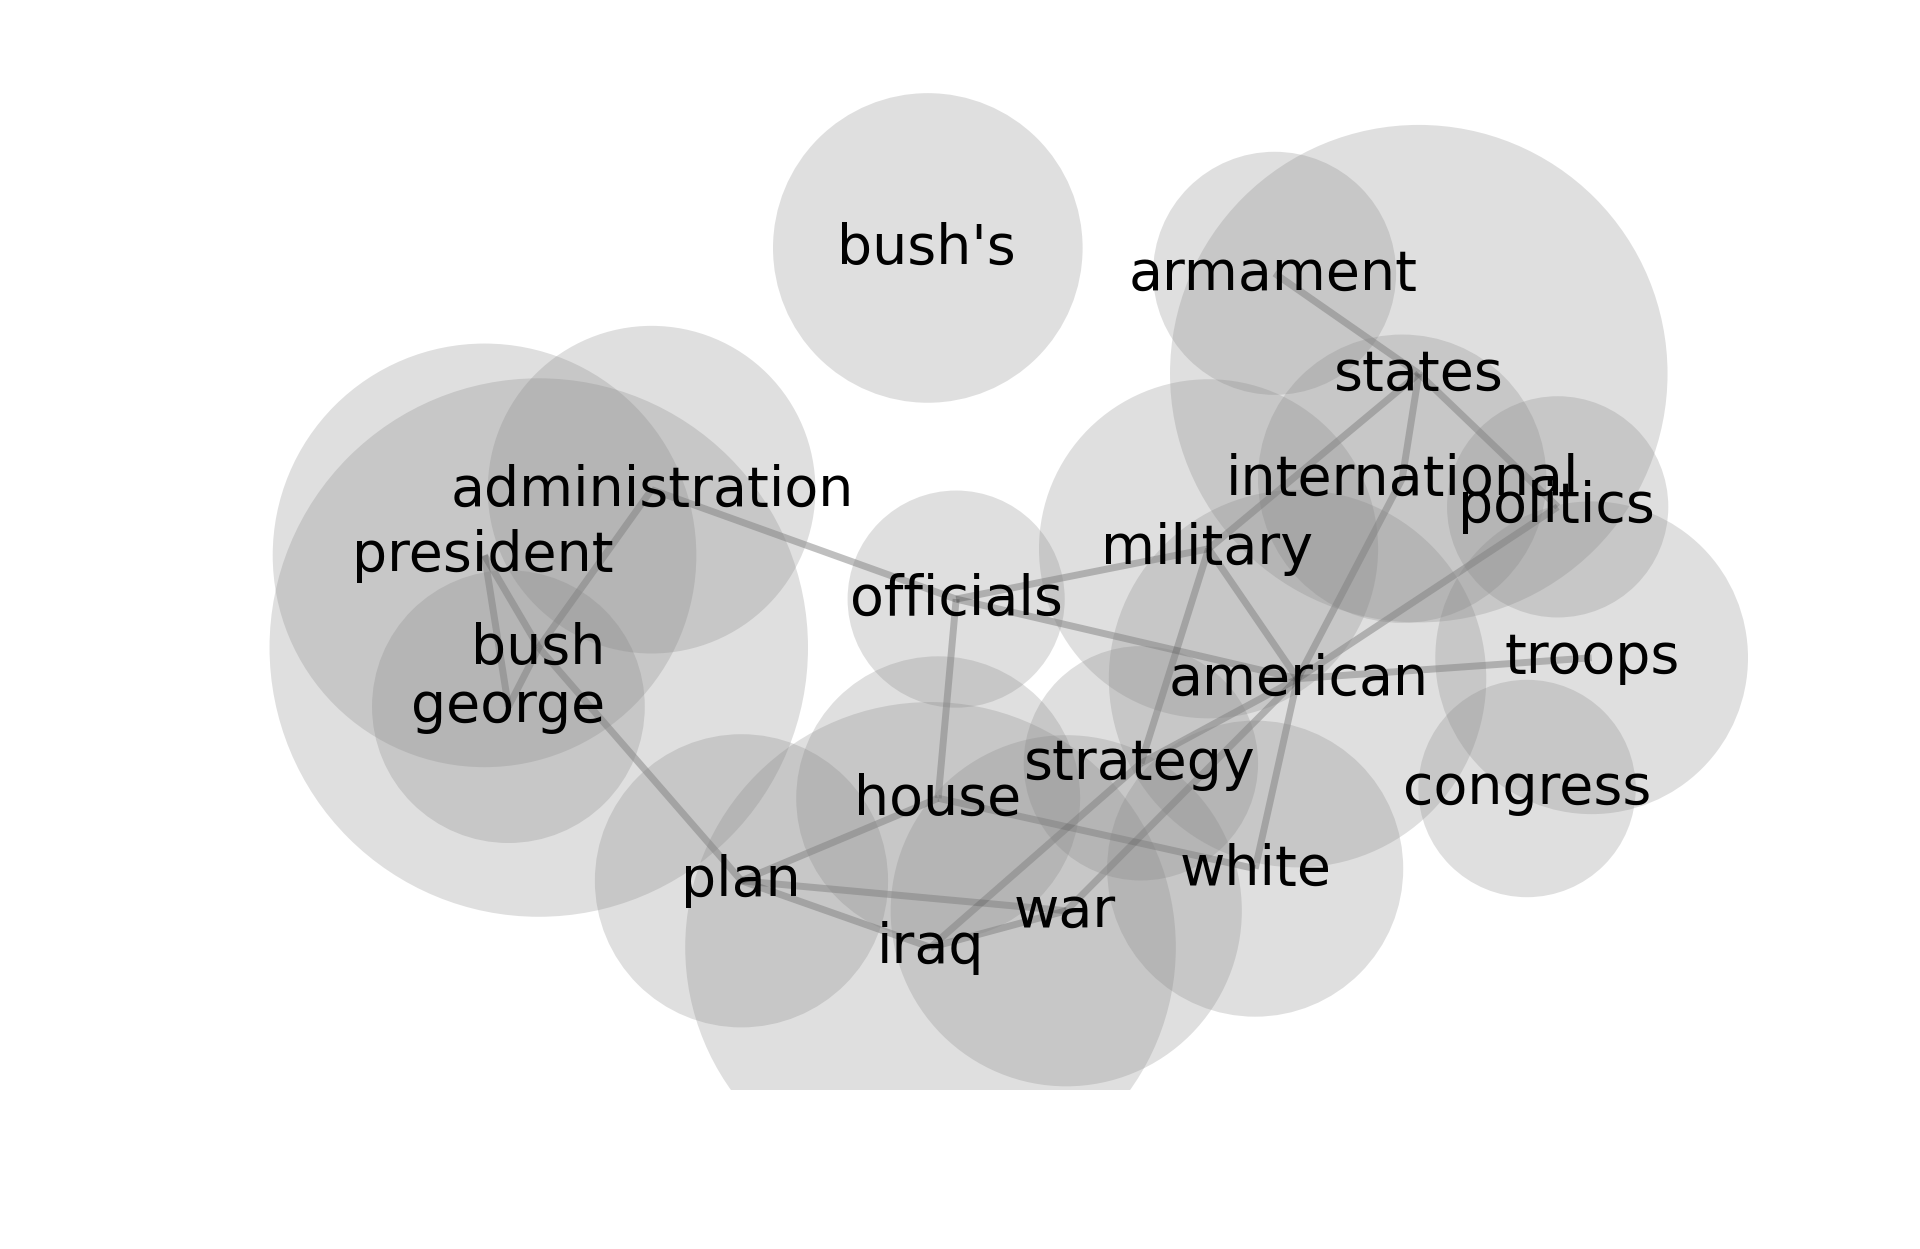 bush's
armament
states
international
administration
politics
military
president
officials
bush
troops
american
george
strategy
congress
house
white
plan
war
iraq